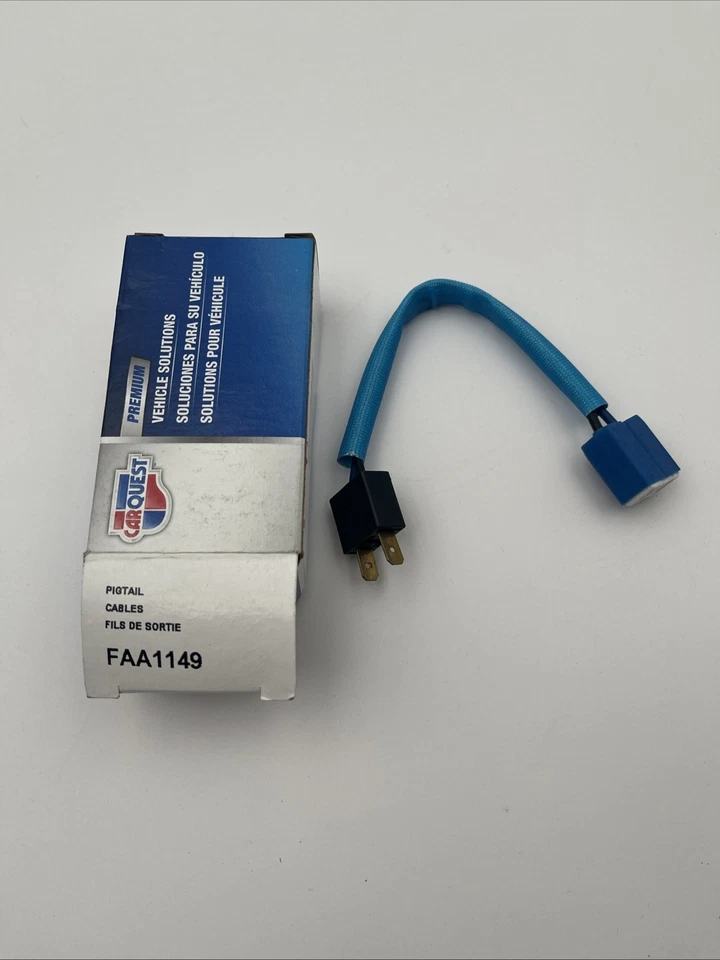 PREMIUM
VEHICLE SOLUTIONS
SOLUCIONES PARA SU VEHÍCULO
SOLUTIONS POUR VÉHICULE
CARQUEST
PIGTAIL
CABLES
FILS DE SORTIE
FAA1149